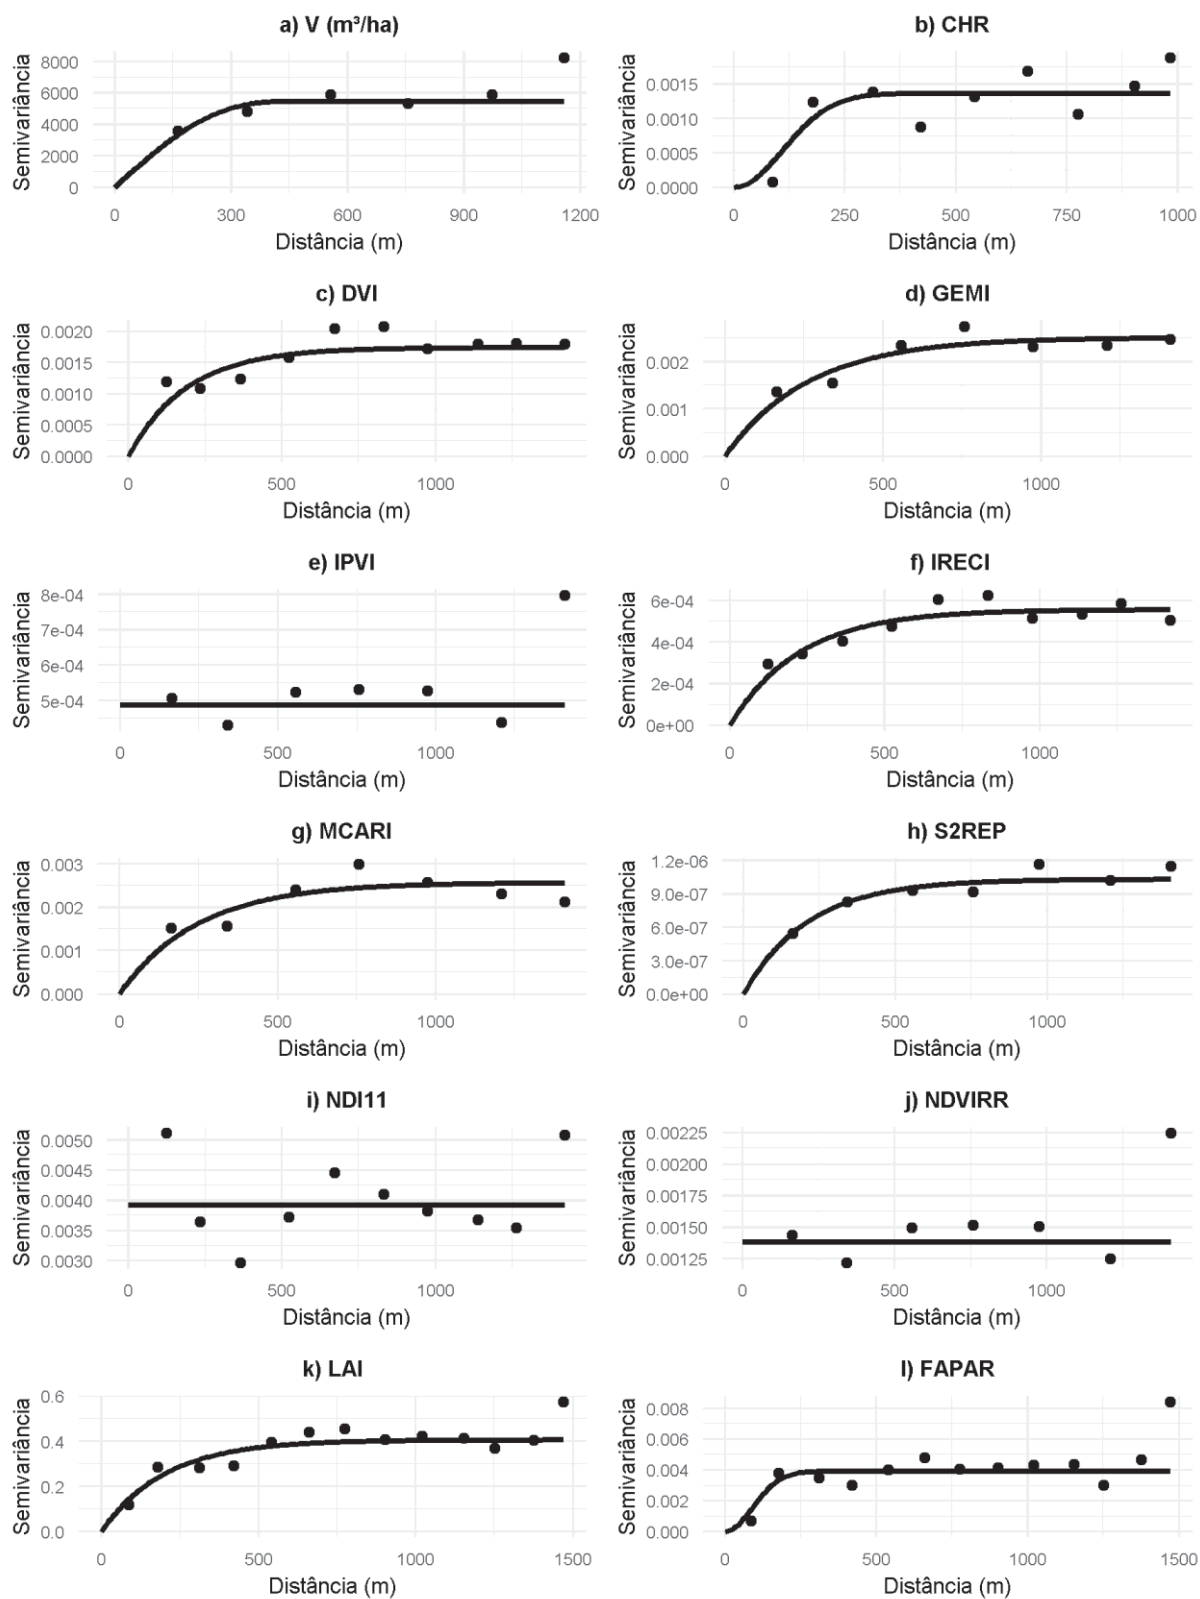 a) V (m³/ha)
Semivariância
8000
6000
4000
2000
0
0 300 600 900 1200
Distância (m)
b) CHR
Semivariância
0.0015
0.0010
0.0005
0.0000
0 250 500 750 1000
Distância (m)
c) DVI
Semivariância
0.0020
0.0015
0.0010
0.0005
0.0000
0 500 1000
Distância (m)
d) GEMI
Semivariância
0.002
0.001
0.000
0 500 1000
Distância (m)
e) IPVI
Semivariância
8e-04
7e-04
6e-04
5e-04
0 500 1000
Distância (m)
f) IRECI
Semivariância
6e-04
4e-04
2e-04
0e+00
0 500 1000
Distância (m)
g) MCARI
Semivariância
0.003
0.002
0.001
0.000
0 500 1000
Distância (m)
h) S2REP
Semivariância
1.2e-06
9.0e-07
6.0e-07
3.0e-07
0.0e+00
0 500 1000
Distância (m)
i) NDI11
Semivariância
0.0050
0.0045
0.0040
0.0035
0.0030
0 500 1000
Distância (m)
j) NDVIRR
Semivariância
0.00225
0.00200
0.00175
0.00150
0.00125
0 500 1000
Distância (m)
k) LAI
Semivariância
0.6
0.4
0.2
0.0
0 500 1000 1500
Distância (m)
l) FAPAR
Semivariância
0.008
0.006
0.004
0.002
0.000
0 500 1000 1500
Distância (m)